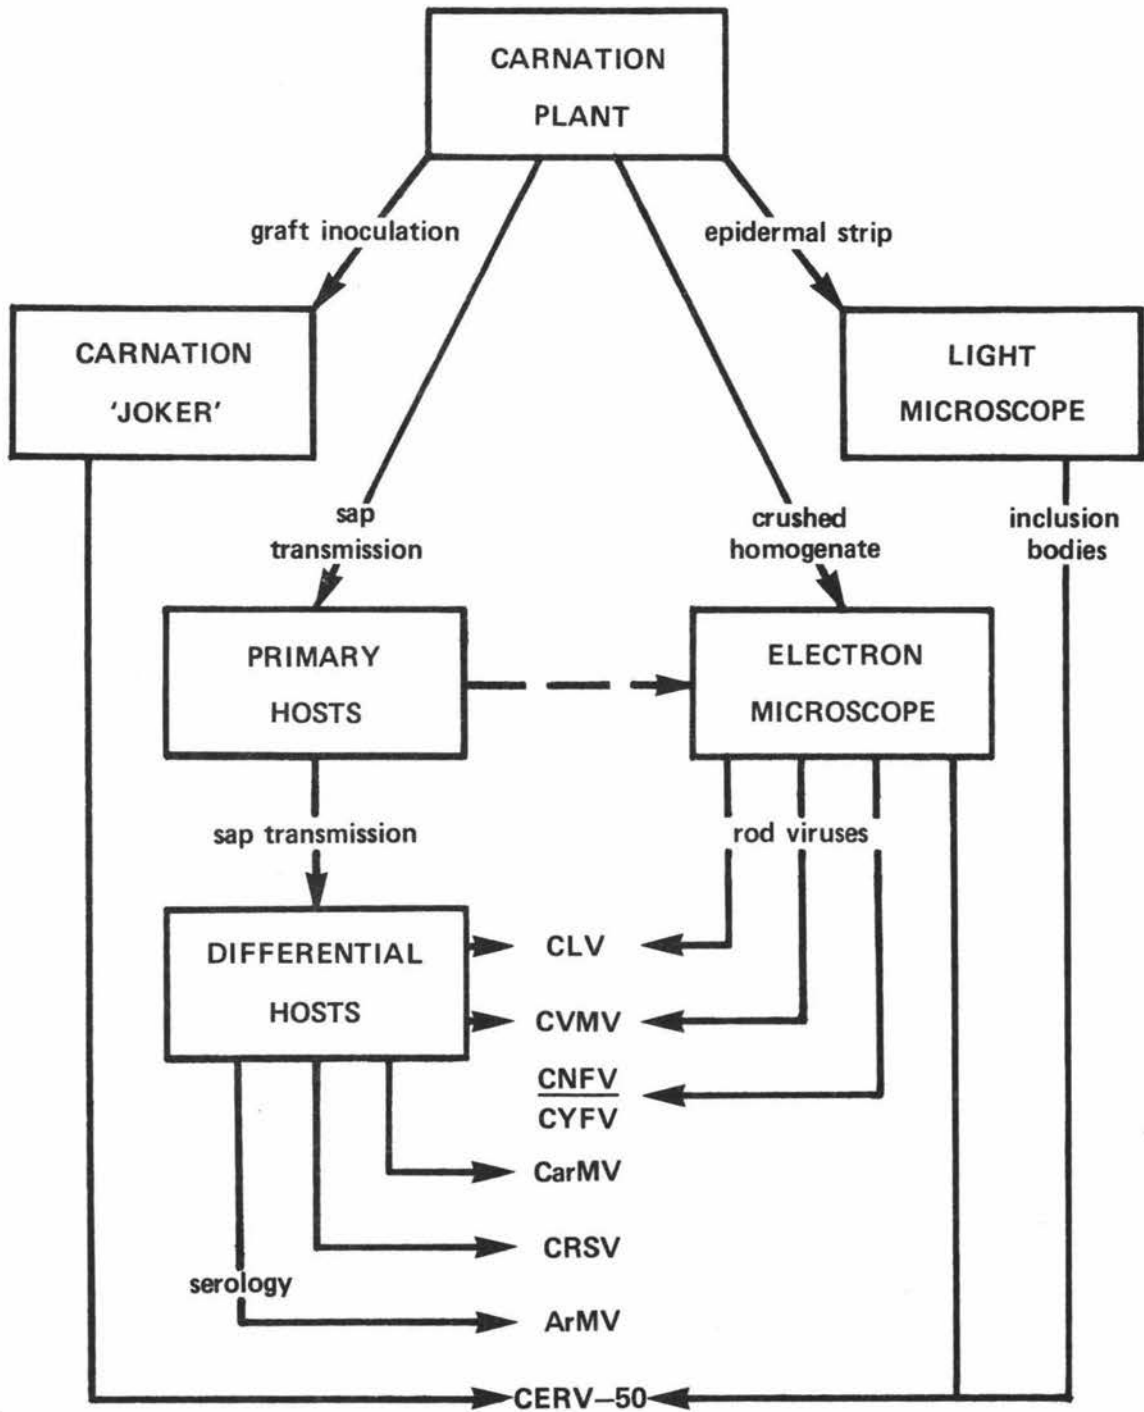 CARNATION
PLANT
graft inoculation
epidermal strip
CARNATION
'JOKER'
LIGHT
MICROSCOPE
sap
transmission
crushed
homogenate
inclusion
bodies
PRIMARY
HOSTS
ELECTRON
MICROSCOPE
sap transmission
rod viruses
DIFFERENTIAL
HOSTS
CLV
CVMV
CNFV
CYFV
CarMV
CRSV
serology
ArMV
CERV–50